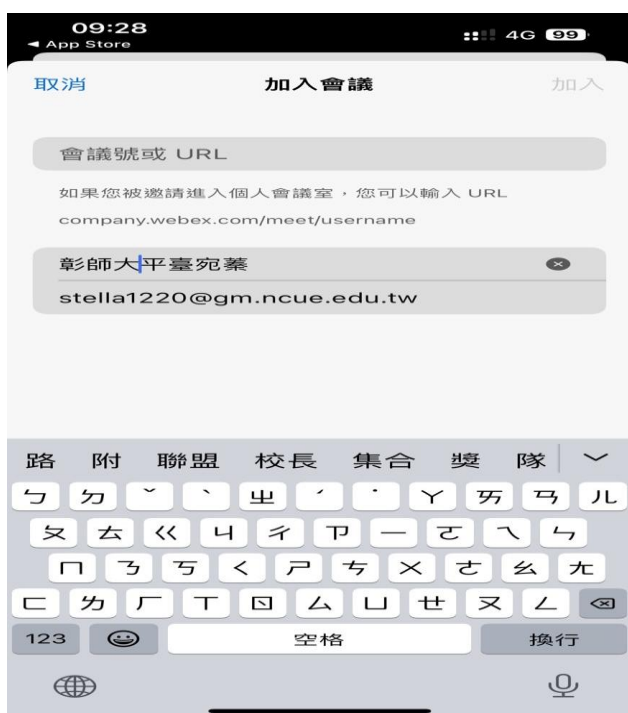 09:28
4G 99
◀ App Store
取消 加入會議 加入
會議號或 URL
如果您被邀請進入個人會議室，您可以輸入 URL
company.webex.com/meet/username
彰師大平臺宛蓁
stella1220@gm.ncue.edu.tw
路 附 聯盟 校長 集合 獎 隊
ㄅ ㄉ ˇ ˋ ㄓ ˊ ˙ ㄚ ㄞ ㄢ ㄦ
ㄆ ㄊ ㄍ ㄐ ㄔ ㄗ ㄧ ㄛ ㄟ ㄣ
ㄇ ㄋ ㄎ ㄑ ㄕ ㄘ ㄨ ㄜ ㄠ ㄤ
ㄈ ㄌ ㄏ ㄒ ㄖ ㄙ ㄩ ㄝ ㄡ ㄥ
123 空格 換行